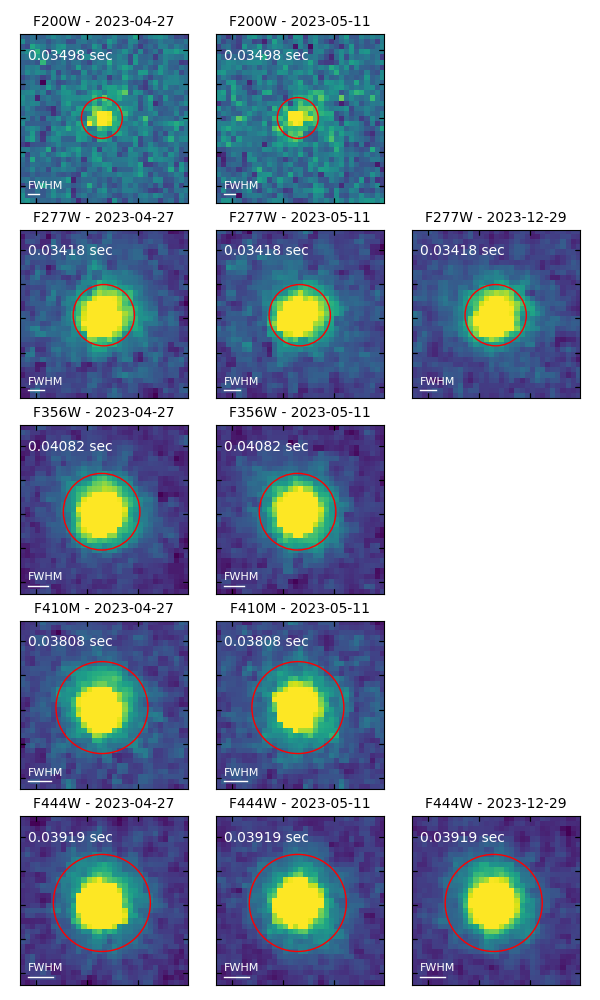 F200W - 2023-04-27
F200W - 2023-05-11
0.03498 sec
0.03498 sec
FWHM
FWHM
F277W - 2023-04-27
F277W - 2023-05-11
F277W - 2023-12-29
0.03418 sec
0.03418 sec
0.03418 sec
FWHM
FWHM
FWHM
F356W - 2023-04-27
F356W - 2023-05-11
0.04082 sec
0.04082 sec
FWHM
FWHM
F410M - 2023-04-27
F410M - 2023-05-11
0.03808 sec
0.03808 sec
FWHM
FWHM
F444W - 2023-04-27
F444W - 2023-05-11
F444W - 2023-12-29
0.03919 sec
0.03919 sec
0.03919 sec
FWHM
FWHM
FWHM